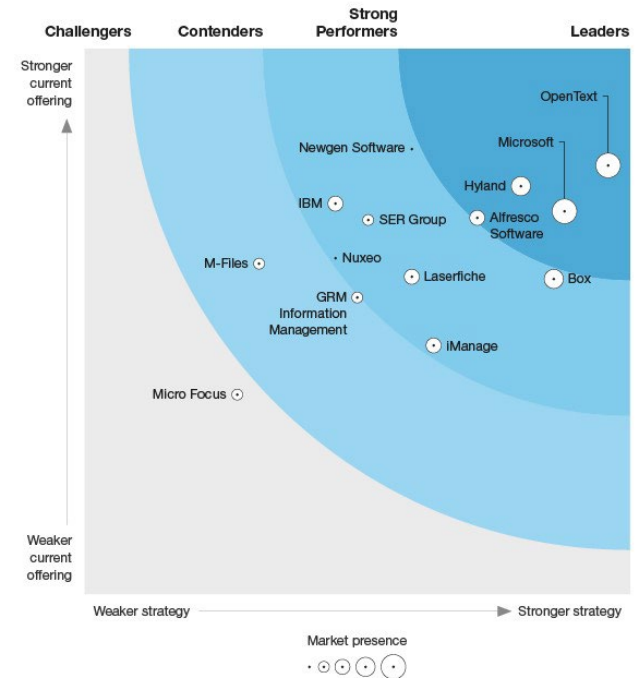 Challengers
Contenders
Strong
Performers
Leaders
Stronger
current
offering
OpenText
Microsoft
Newgen Software
Hyland
IBM
SER Group
Alfresco
Software
Nuxeo
M-Files
Laserfiche
Box
GRM
Information
Management
iManage
Micro Focus
Weaker
current
offering
Weaker strategy
Stronger strategy
Market presence